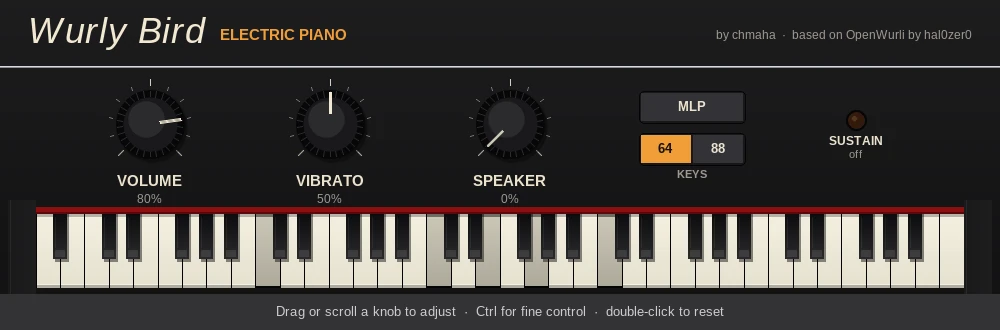 Wurly Bird ELECTRIC PIANO
by chmaha · based on OpenWurli by hal0zer0
VOLUME
80%
VIBRATO
50%
SPEAKER
0%
MLP
64 88
KEYS
SUSTAIN
off
Drag or scroll a knob to adjust · Ctrl for fine control · double-click to reset